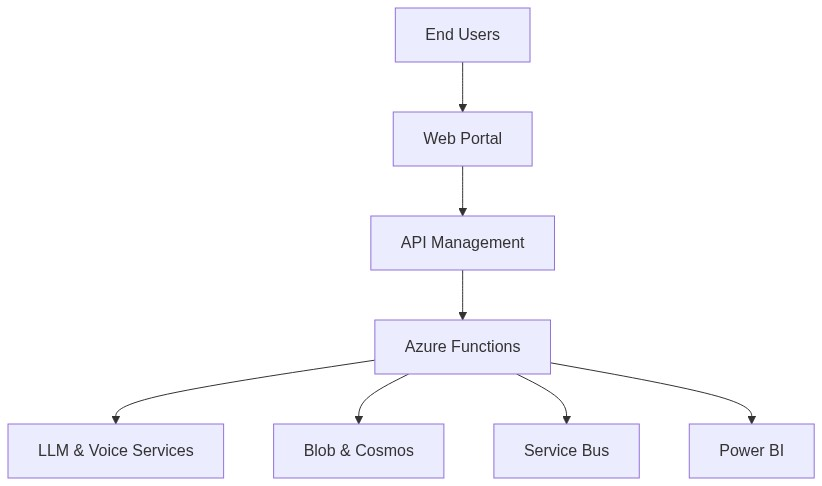 End Users
Web Portal
API Management
Azure Functions
LLM & Voice Services
Blob & Cosmos
Service Bus
Power BI